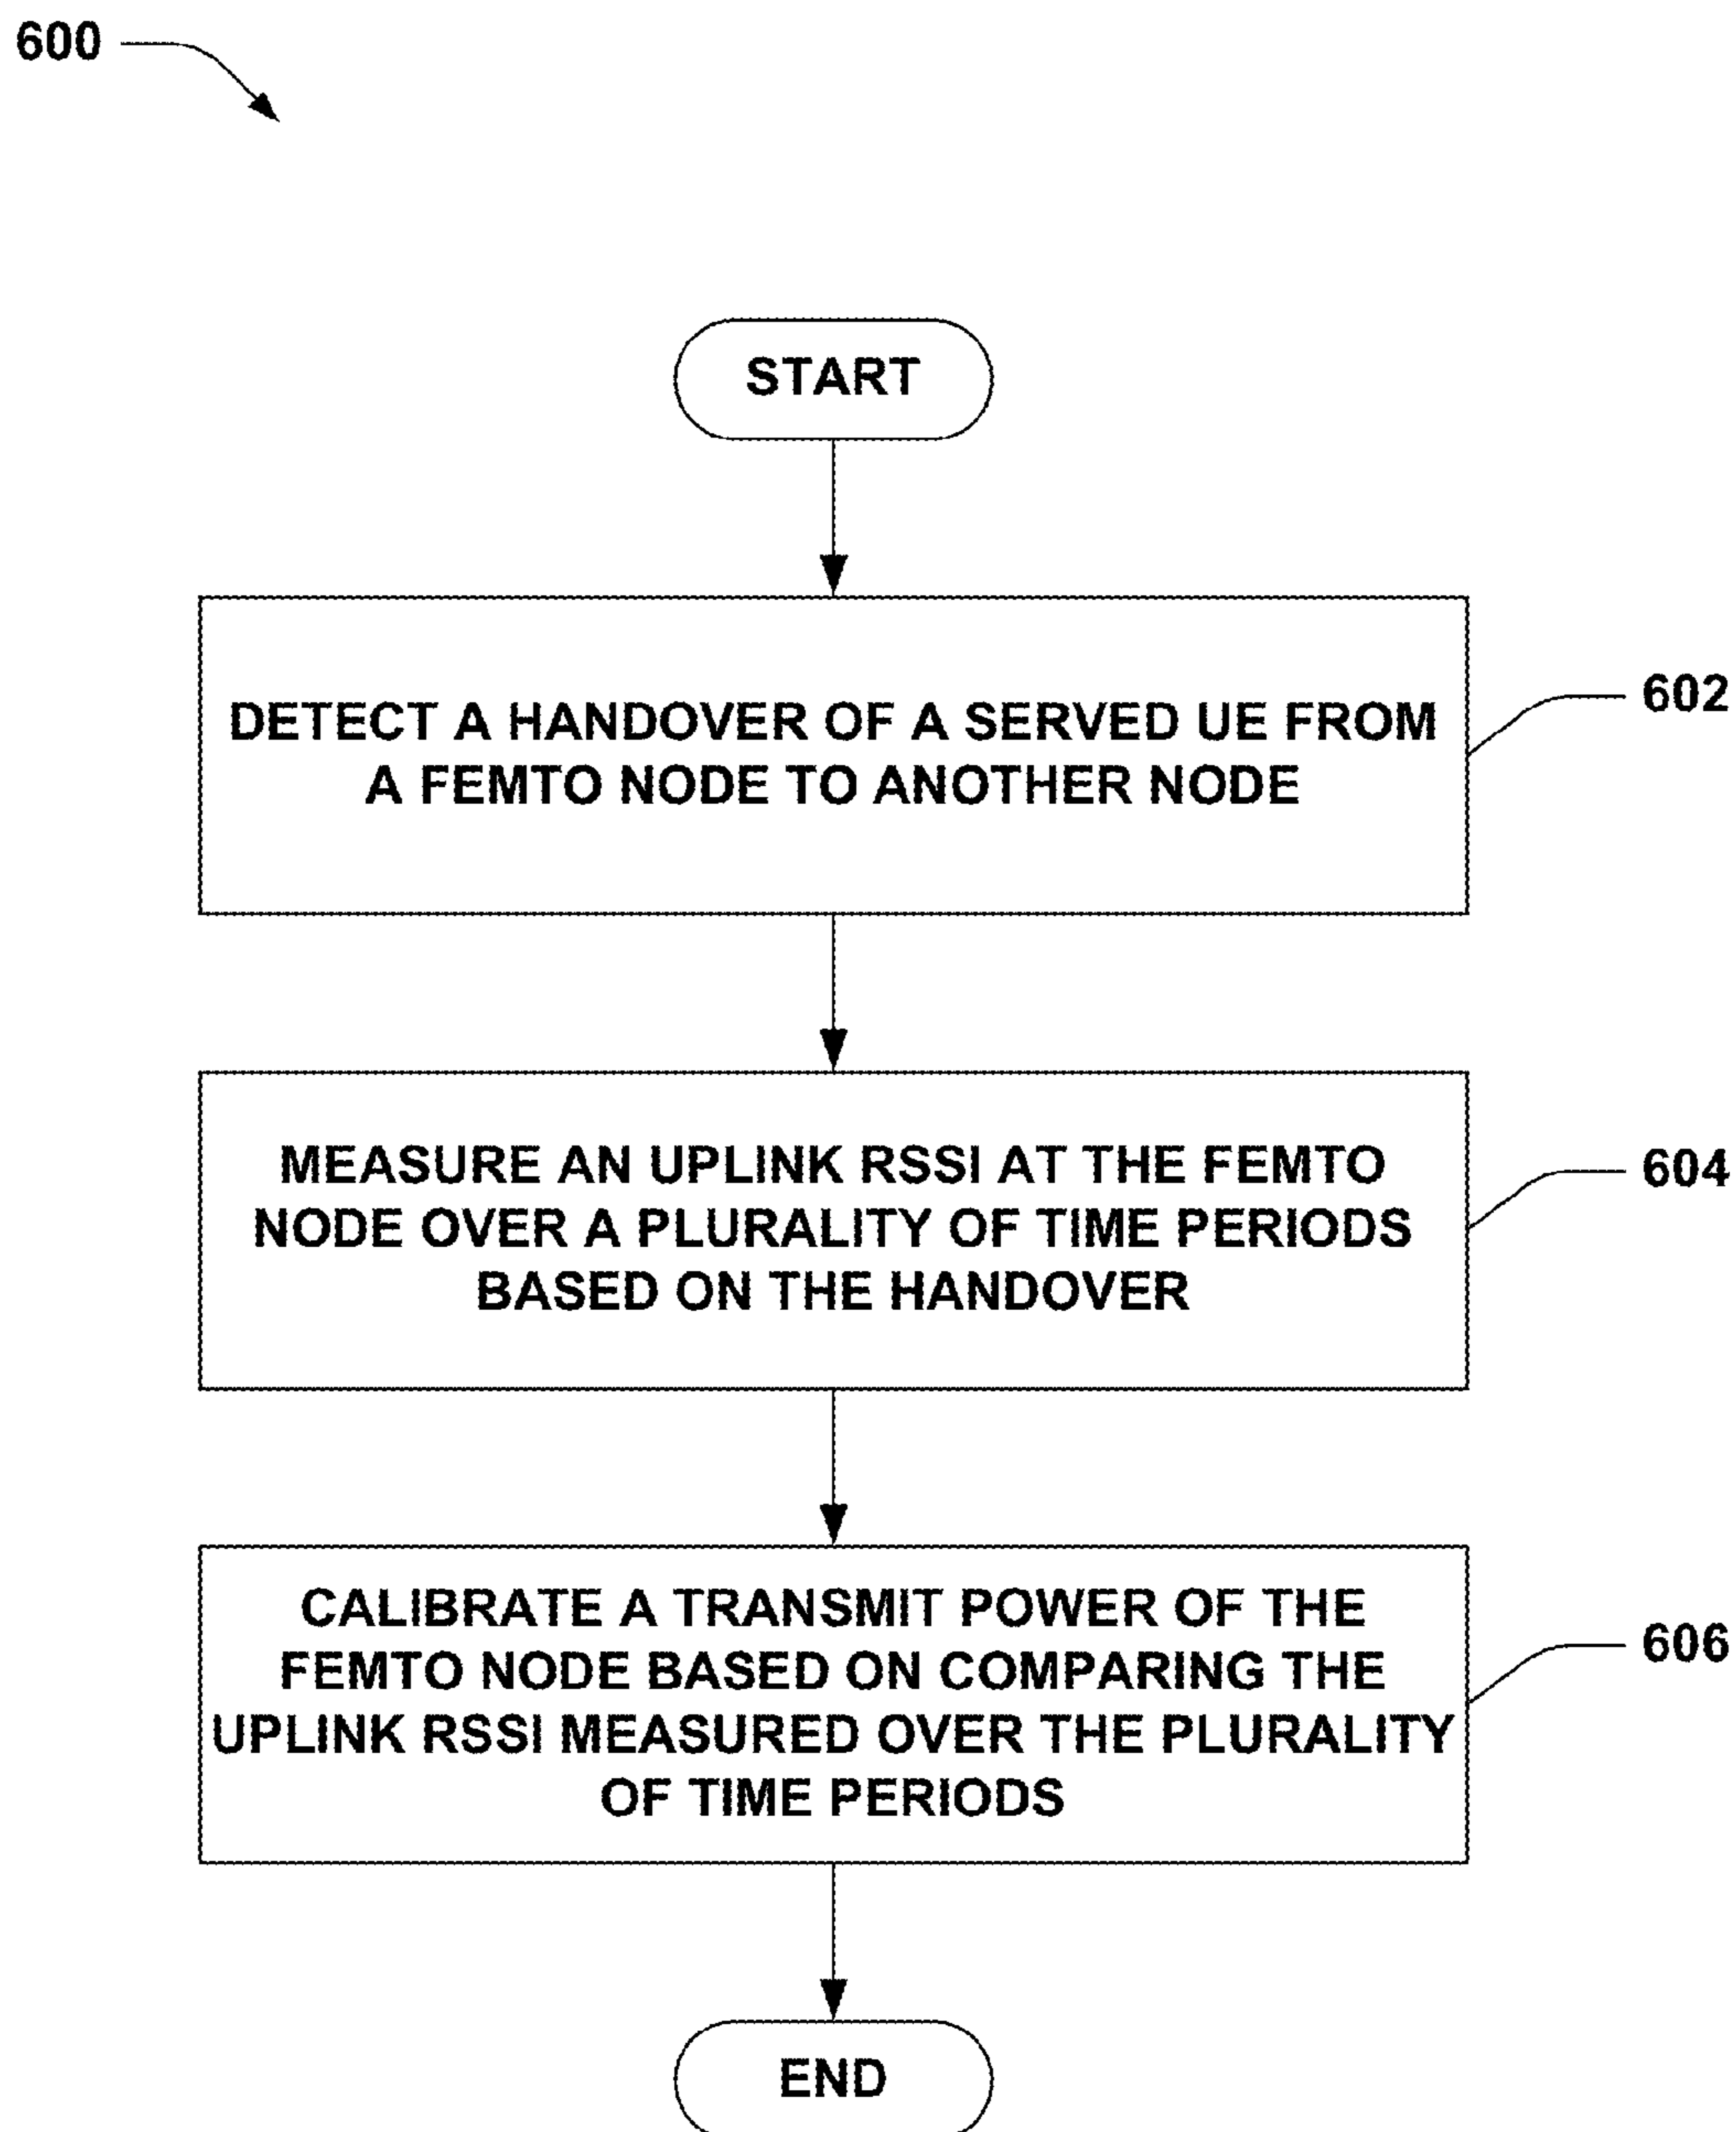 600
START
DETECT A HANDOVER OF A SERVED UE FROM
A FEMTO NODE TO ANOTHER NODE
602
MEASURE AN UPLINK RSSI AT THE FEMTO
NODE OVER A PLURALITY OF TIME PERIODS
BASED ON THE HANDOVER
604
CALIBRATE A TRANSMIT POWER OF THE
FEMTO NODE BASED ON COMPARING THE
UPLINK RSSI MEASURED OVER THE PLURALITY
OF TIME PERIODS
606
END